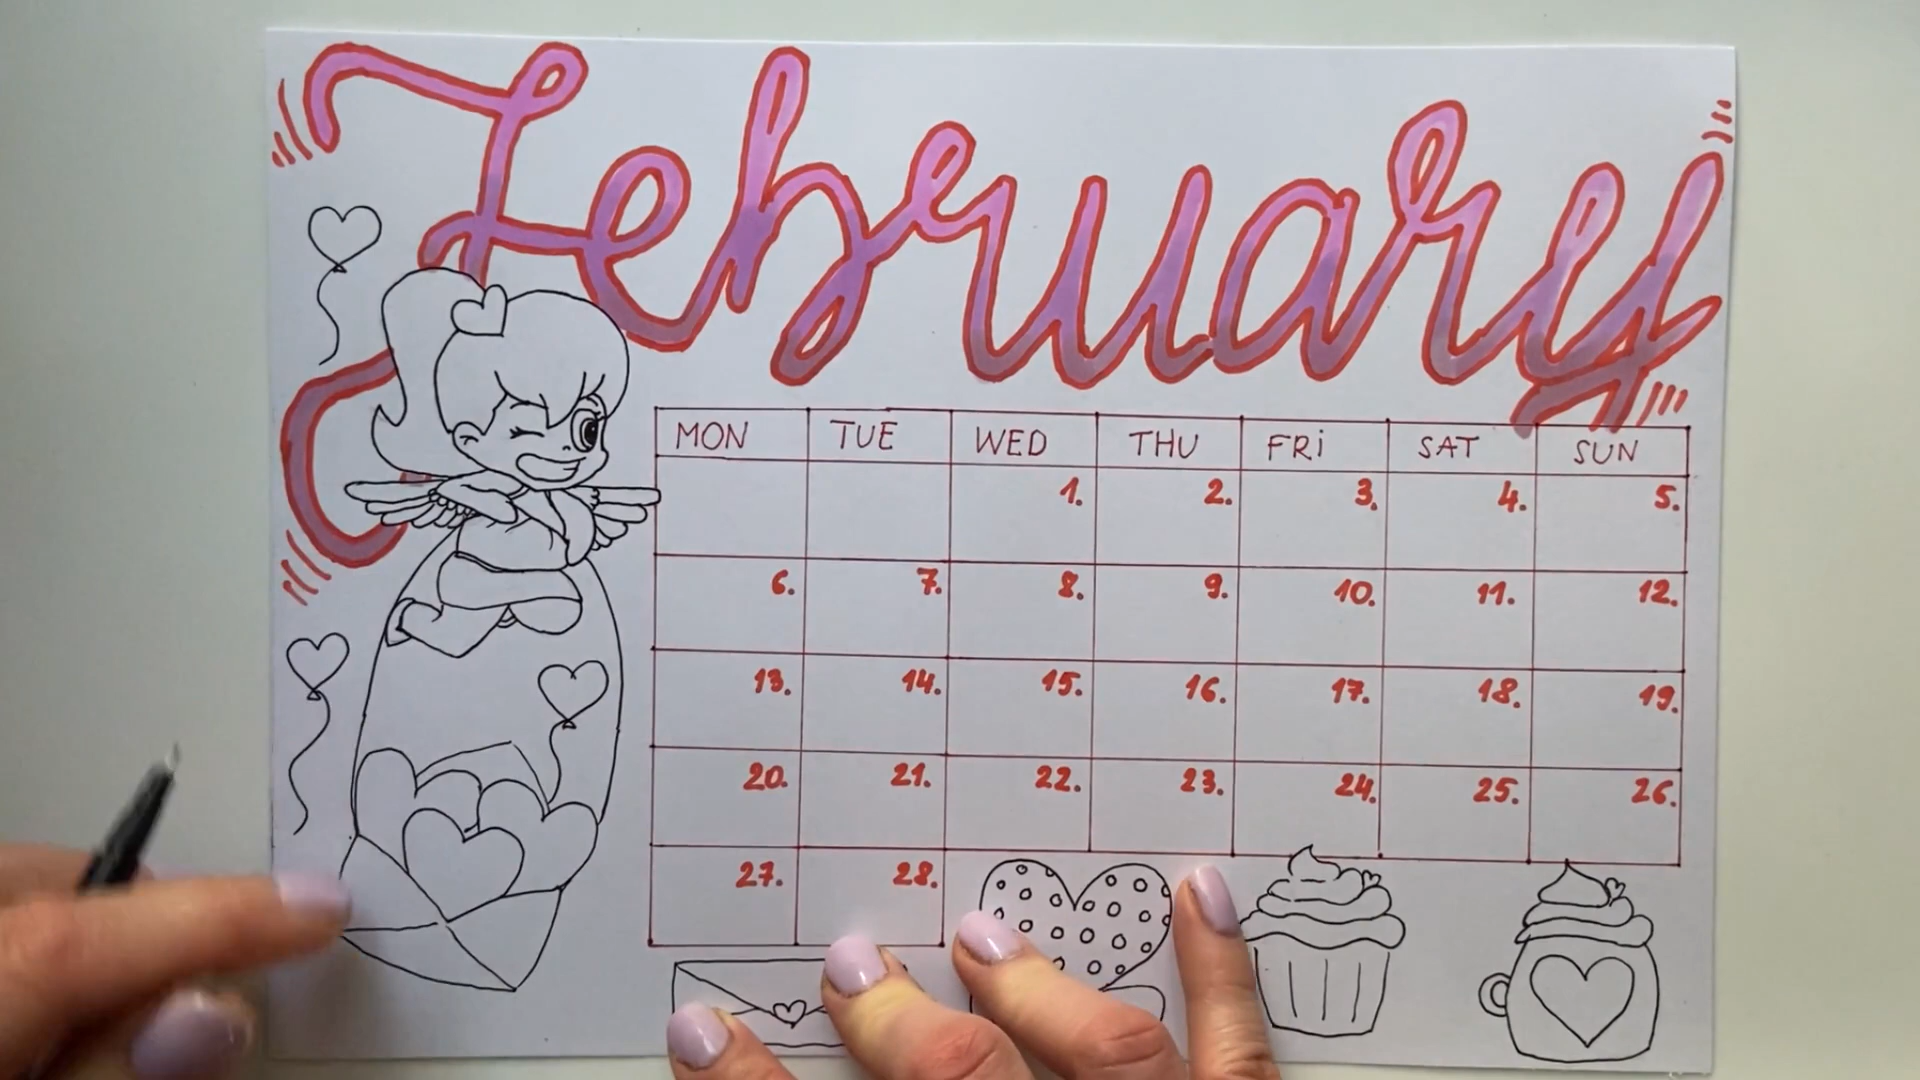 February
MON TUE WED THU FRi SAT SUN
1. 2. 3. 4. 5.
6. 7. 8. 9. 10. 11. 12.
13. 14. 15. 16. 17. 18. 19.
20. 21. 22. 23. 24. 25. 26.
27. 28.